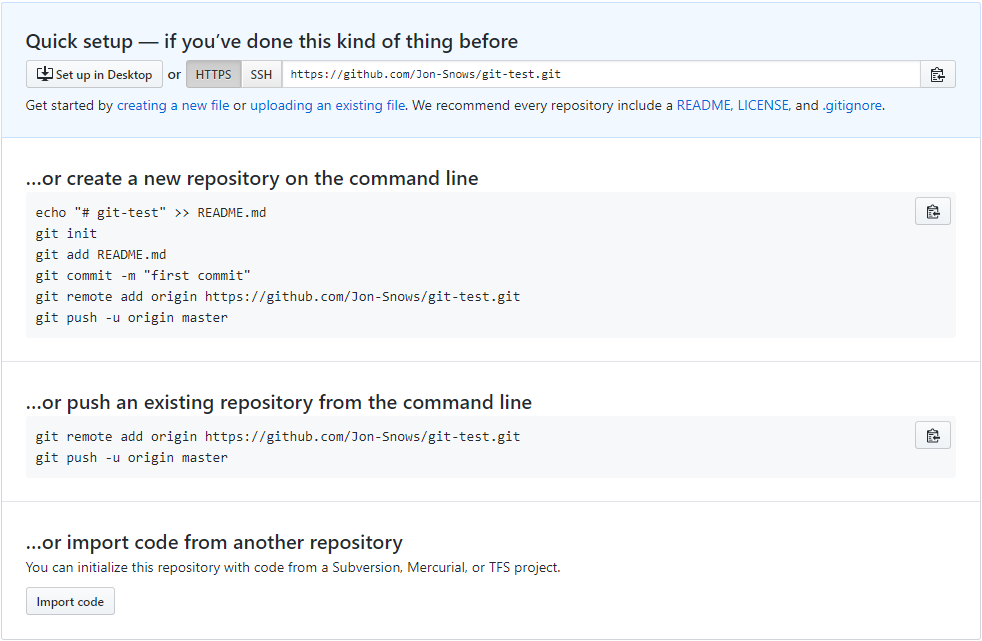 Quick setup — if you’ve done this kind of thing before
Set up in Desktop or HTTPS SSH https://github.com/Jon-Snows/git-test.git
Get started by creating a new file or uploading an existing file. We recommend every repository include a README, LICENSE, and .gitignore.
…or create a new repository on the command line
echo "# git-test" >> README.md
git init
git add README.md
git commit -m "first commit"
git remote add origin https://github.com/Jon-Snows/git-test.git
git push -u origin master
…or push an existing repository from the command line
git remote add origin https://github.com/Jon-Snows/git-test.git
git push -u origin master
…or import code from another repository
You can initialize this repository with code from a Subversion, Mercurial, or TFS project.
Import code